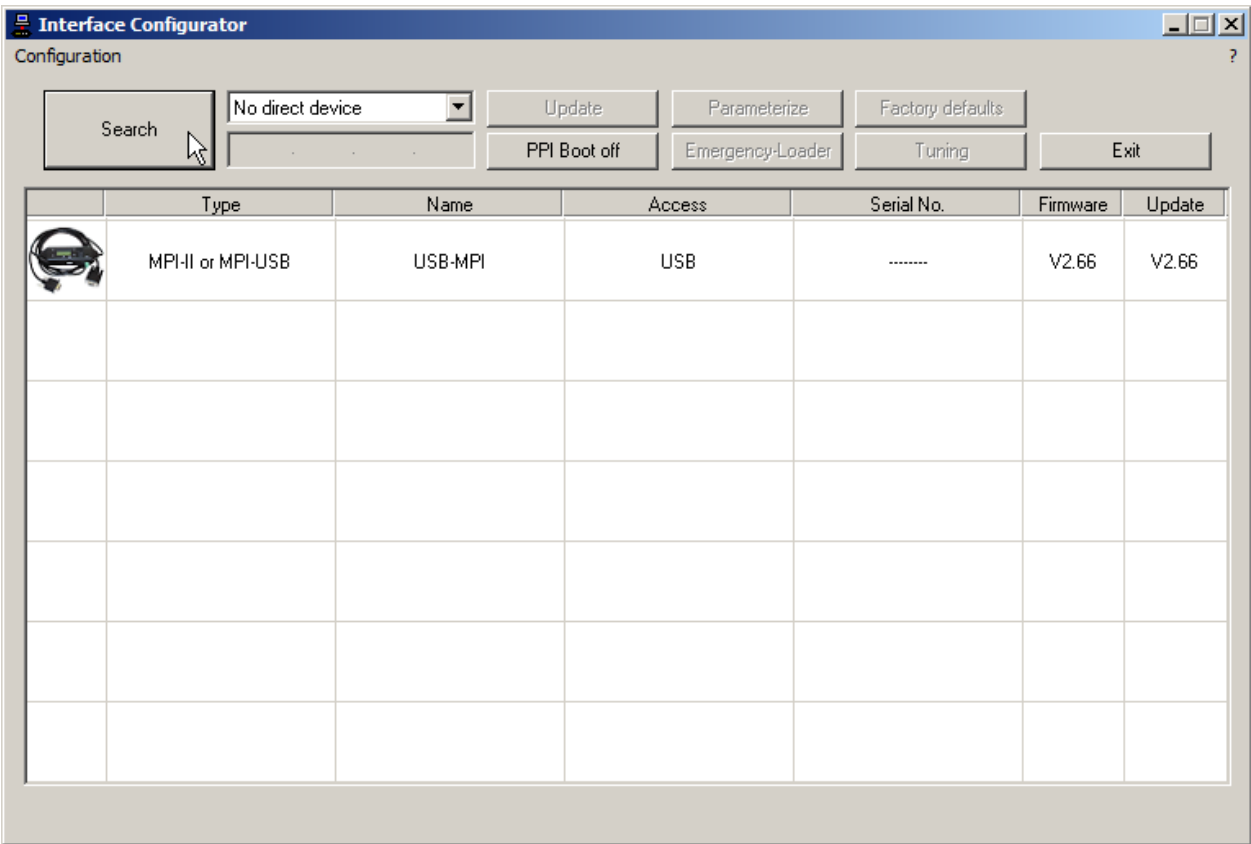 Interface Configurator
Configuration ?
Search No direct device Update Parameterize Factory defaults
. . . PPI Boot off Emergency-Loader Tuning Exit
Type Name Access Serial No. Firmware Update
MPI-II or MPI-USB USB-MPI USB -------- V2.66 V2.66